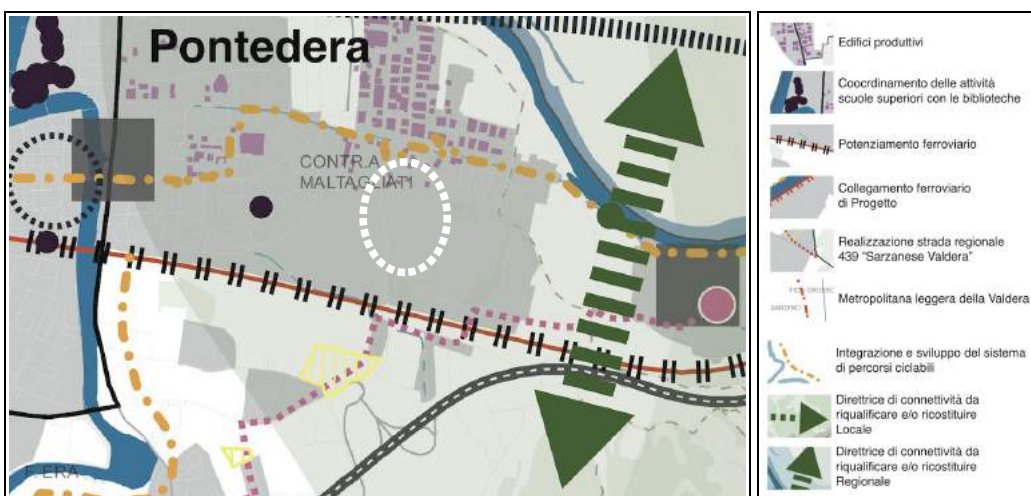 Pontedera
CONTR.A
MALTAGLIATI
F. ERA
Edifici produttivi
Coocrdinamento delle attività
scuole superiori con le biblioteche
Potenziamento ferroviario
Collegamento ferroviario
di Progetto
Realizzazione strada regionale
439 "Sarzanese Valdera"
Metropolitana leggera della Valdera
Integrazione e sviluppo del sistema
di percorsi ciclabili
Direttrice di connettività da
riqualificare e/o ricostituire
Locale
Direttrice di connettività da
riqualificare e/o ricostituire
Regionale